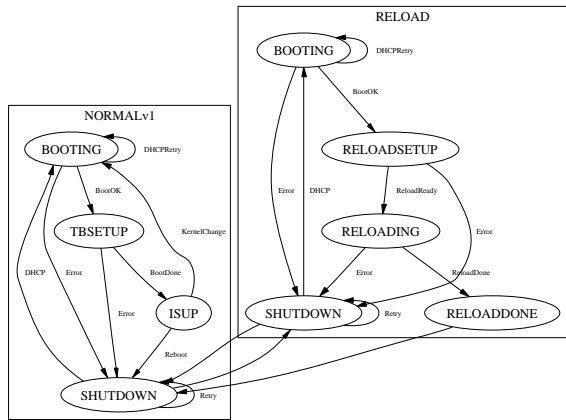 RELOAD
BOOTING
DHCPRetry
BootOK
NORMALv1
BOOTING
DHCPRetry
RELOADSETUP
Error
DHCP
BootOK
ReloadReady
TBSETUP
KernelChange
RELOADING
Error
DHCP
Error
BootDone
Error
ReloadDone
Error
ISUP
SHUTDOWN
Retry
RELOADDONE
Reboot
SHUTDOWN
Retry